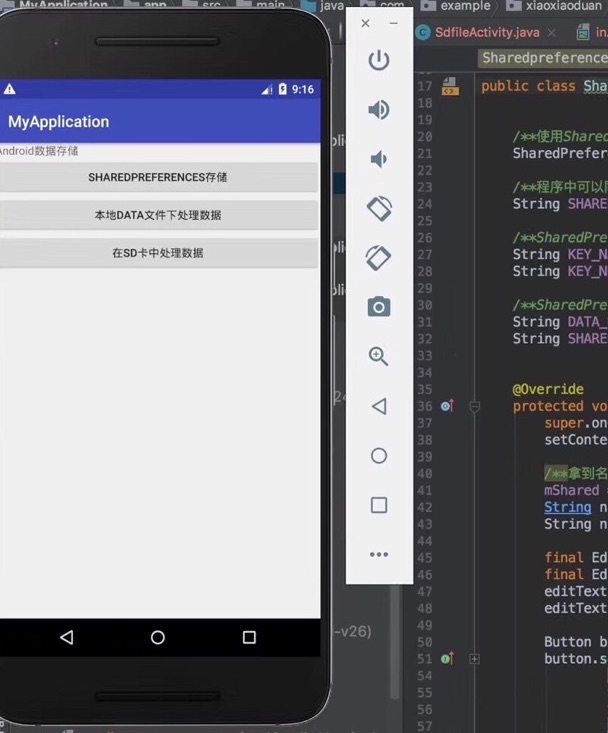 MyApplication
app
src
main
java
com
example
xiaoxiaoduan
SdfileActivity.java
in.
Sharedpreference
9:16
MyApplication
Android数据存储
SHAREDPREFERENCES存储
本地DATA文件下处理数据
在SD卡中处理数据
-v26)
17 public class Sha
18
19
20 /**使用Shared
21 SharedPrefer
22
23 /**程序中可以同
24 String SHARE
25
26 /**SharedPre
27 String KEY_N
28 String KEY_N
29
30 /**SharedPre
31 String DATA_
32 String SHARE
33
34
35 @Override
36 protected vo
37 super.on
38 setConte
39
40 /**拿到名
41 mShared
42 String n
43 String n
44
45 final Ed
46 final Ed
47 editText
48 editText
49
50 Button b
51 button.s
54
55
56
57